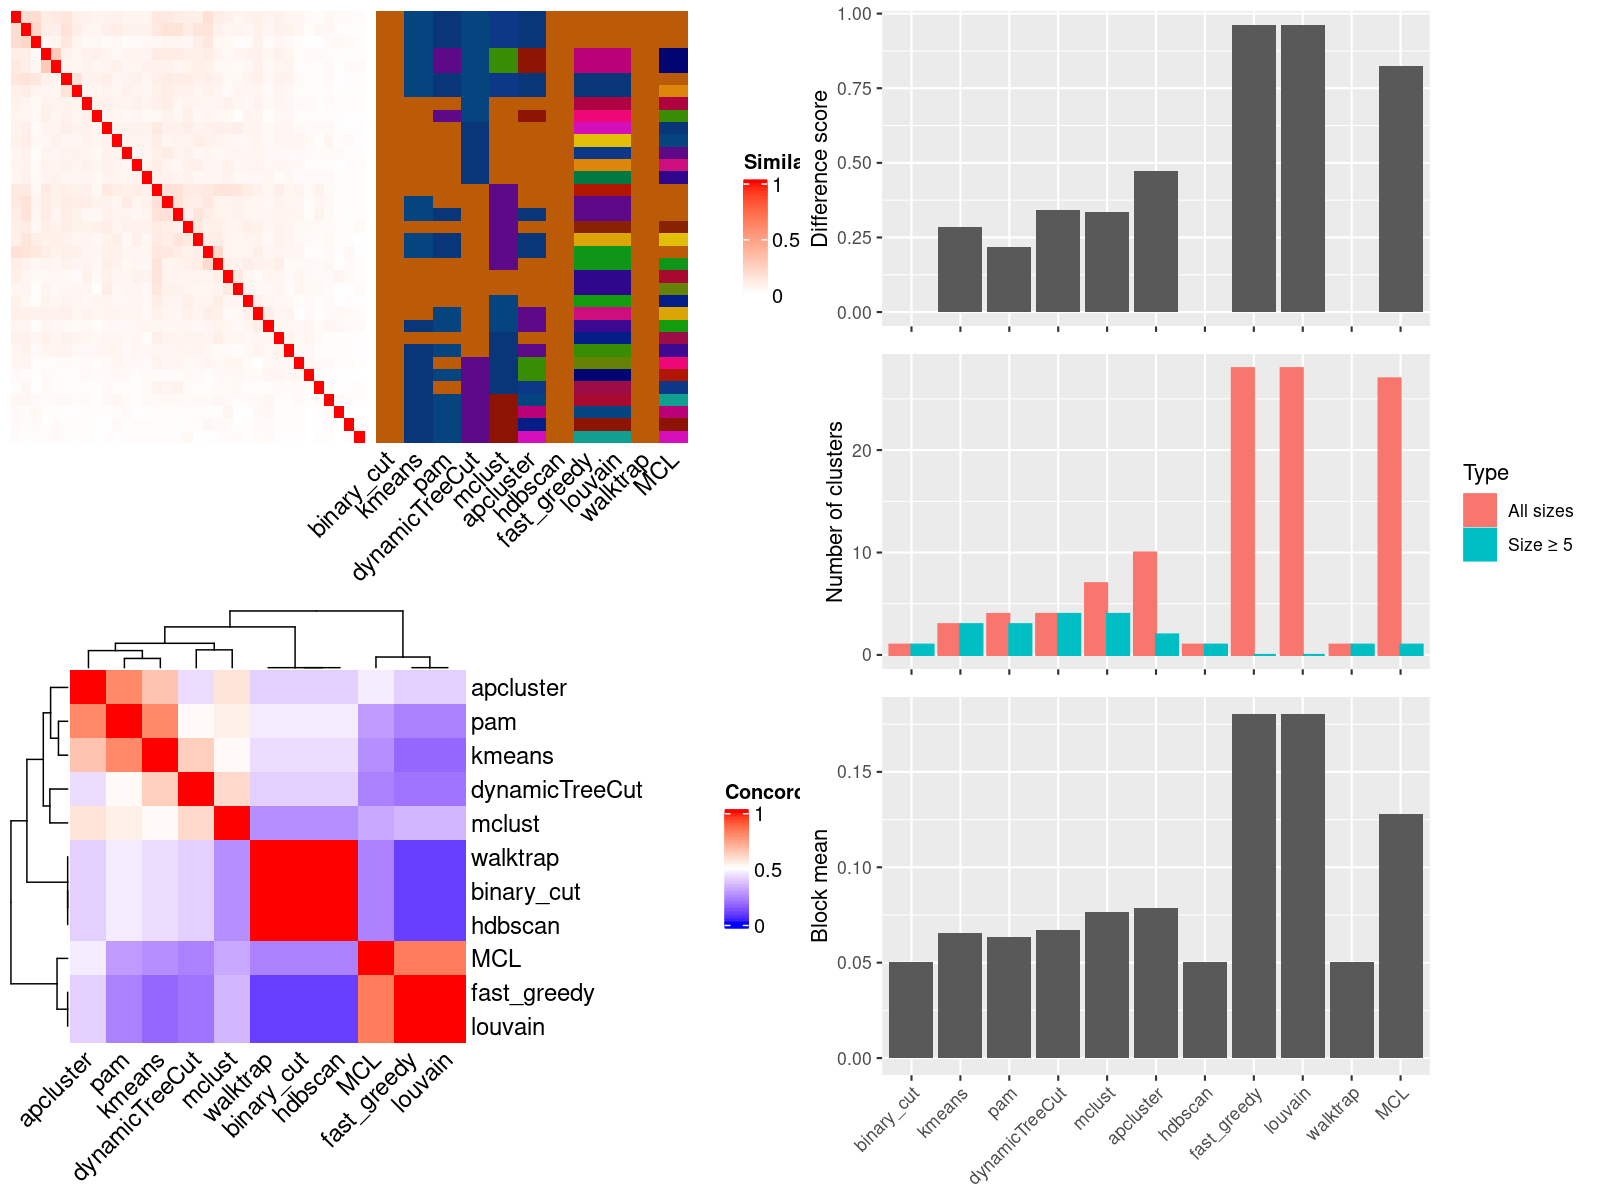 Simila
1
0.5
0
binary_cut
kmeans
pam
dynamicTreeCut
mclust
apcluster
hdbscan
fast_greedy
louvain
walktrap
MCL
apcluster
pam
kmeans
dynamicTreeCut
mclust
walktrap
binary_cut
hdbscan
MCL
fast_greedy
louvain
Concord
1
0.5
0
apcluster
pam
kmeans
dynamicTreeCut
mclust
walktrap
binary_cut
hdbscan
MCL
fast_greedy
louvain
Difference score
1.00
0.75
0.50
0.25
0.00
Number of clusters
20
10
0
Type
All sizes
Size ≥ 5
Block mean
0.15
0.10
0.05
0.00
binary_cut
kmeans
pam
dynamicTreeCut
mclust
apcluster
hdbscan
fast_greedy
louvain
walktrap
MCL